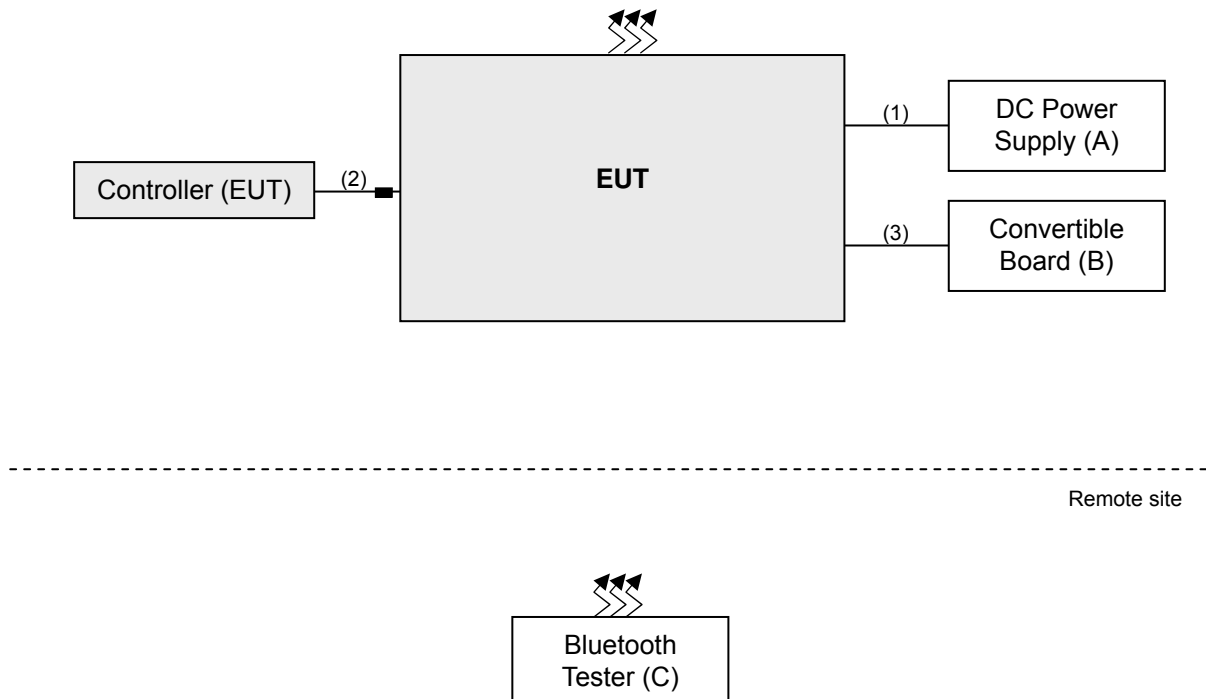 (1)
DC Power
Supply (A)
Controller (EUT)
(2)
EUT
(3)
Convertible
Board (B)
Remote site
Bluetooth
Tester (C)